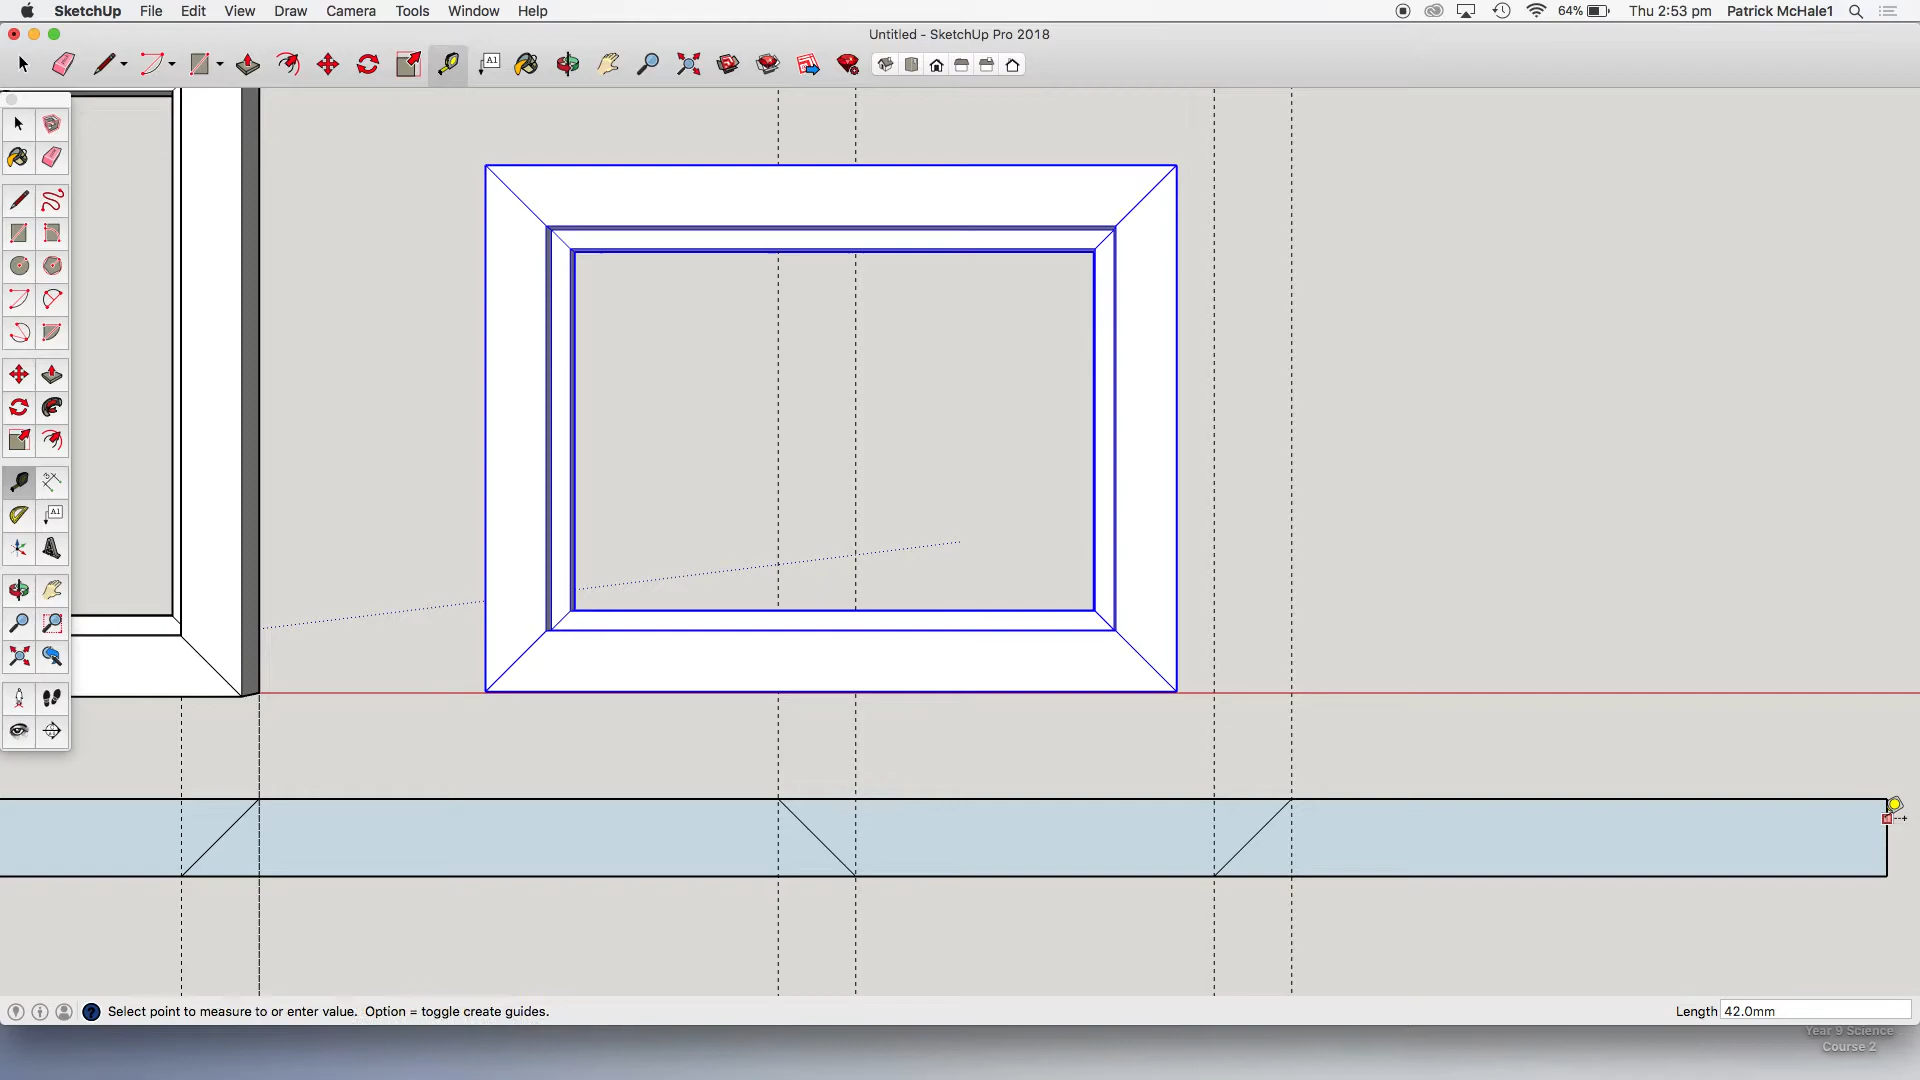 SketchUp File Edit View Draw Camera Tools Window Help 64% Thu 2:53 pm Patrick McHale1
Untitled - SketchUp Pro 2018
A1
A1
Select point to measure to or enter value. Option = toggle create guides. Length 42.0mm
Year 9 Science
Course 2